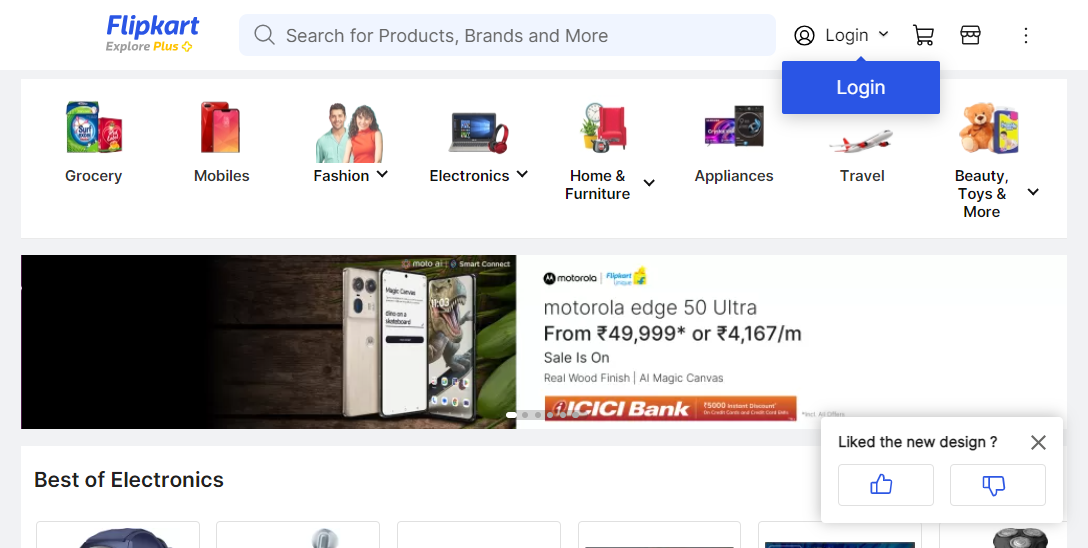 Flipkart
Explore Plus
Search for Products, Brands and More
Login
Login
Grocery
Mobiles
Fashion
Electronics
Home &
Furniture
Appliances
Travel
Beauty,
Toys &
More
moto ai | Smart Connect
Magic Canvas
dino on a
skateboard
11:03
motorola | Flipkart
Unique
motorola edge 50 Ultra
From ₹49,999* or ₹4,167/m
Sale Is On
Real Wood Finish | AI Magic Canvas
ICICI Bank
₹5000 Instant Discount*
On Credit Cards and Credit Card EMIs
*Incl. All Offers
Liked the new design ?
Best of Electronics